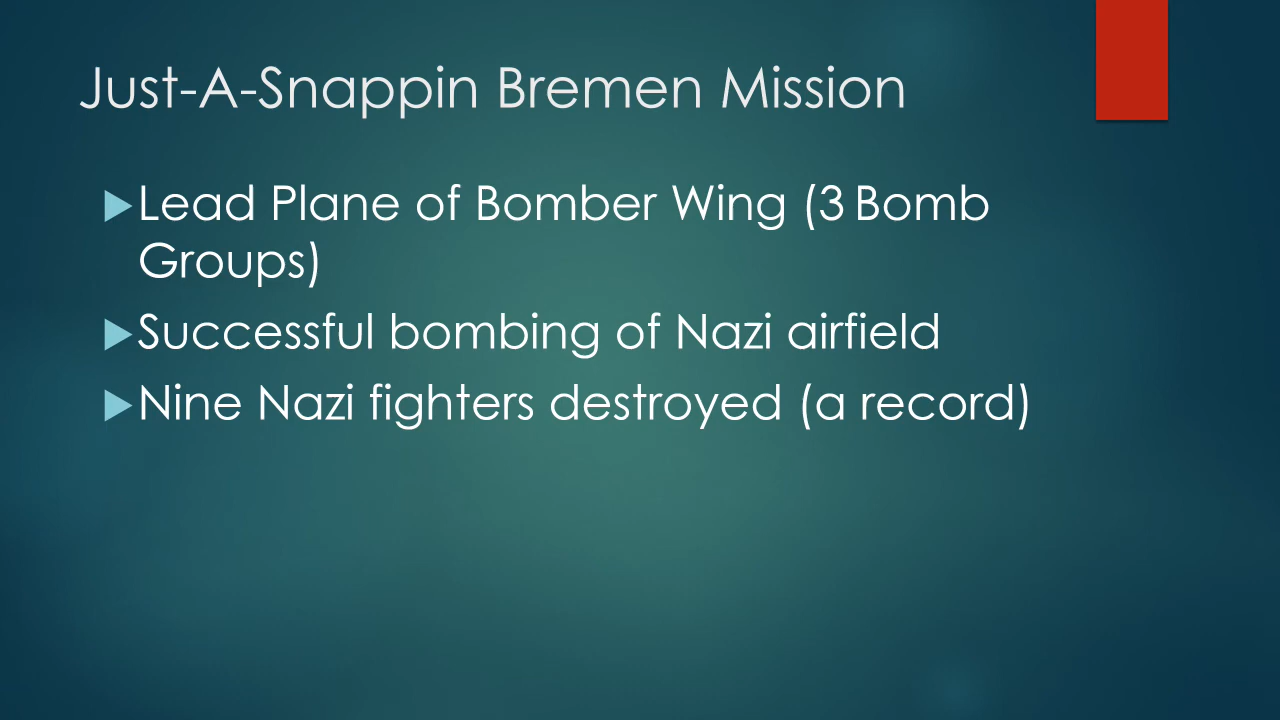 Just-A-Snappin Bremen Mission
Lead Plane of Bomber Wing (3 Bomb
Groups)
Successful bombing of Nazi airfield
Nine Nazi fighters destroyed (a record)